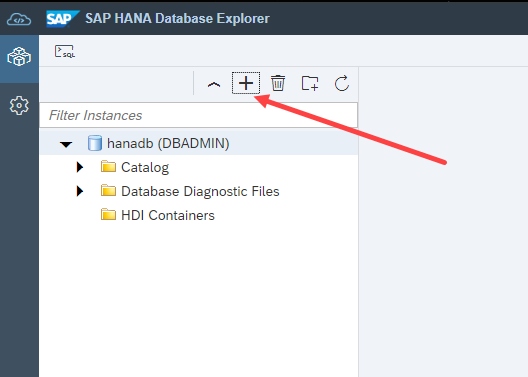 SAP SAP HANA Database Explorer
SQL
Filter Instances
hanadb (DBADMIN)
Catalog
Database Diagnostic Files
HDI Containers